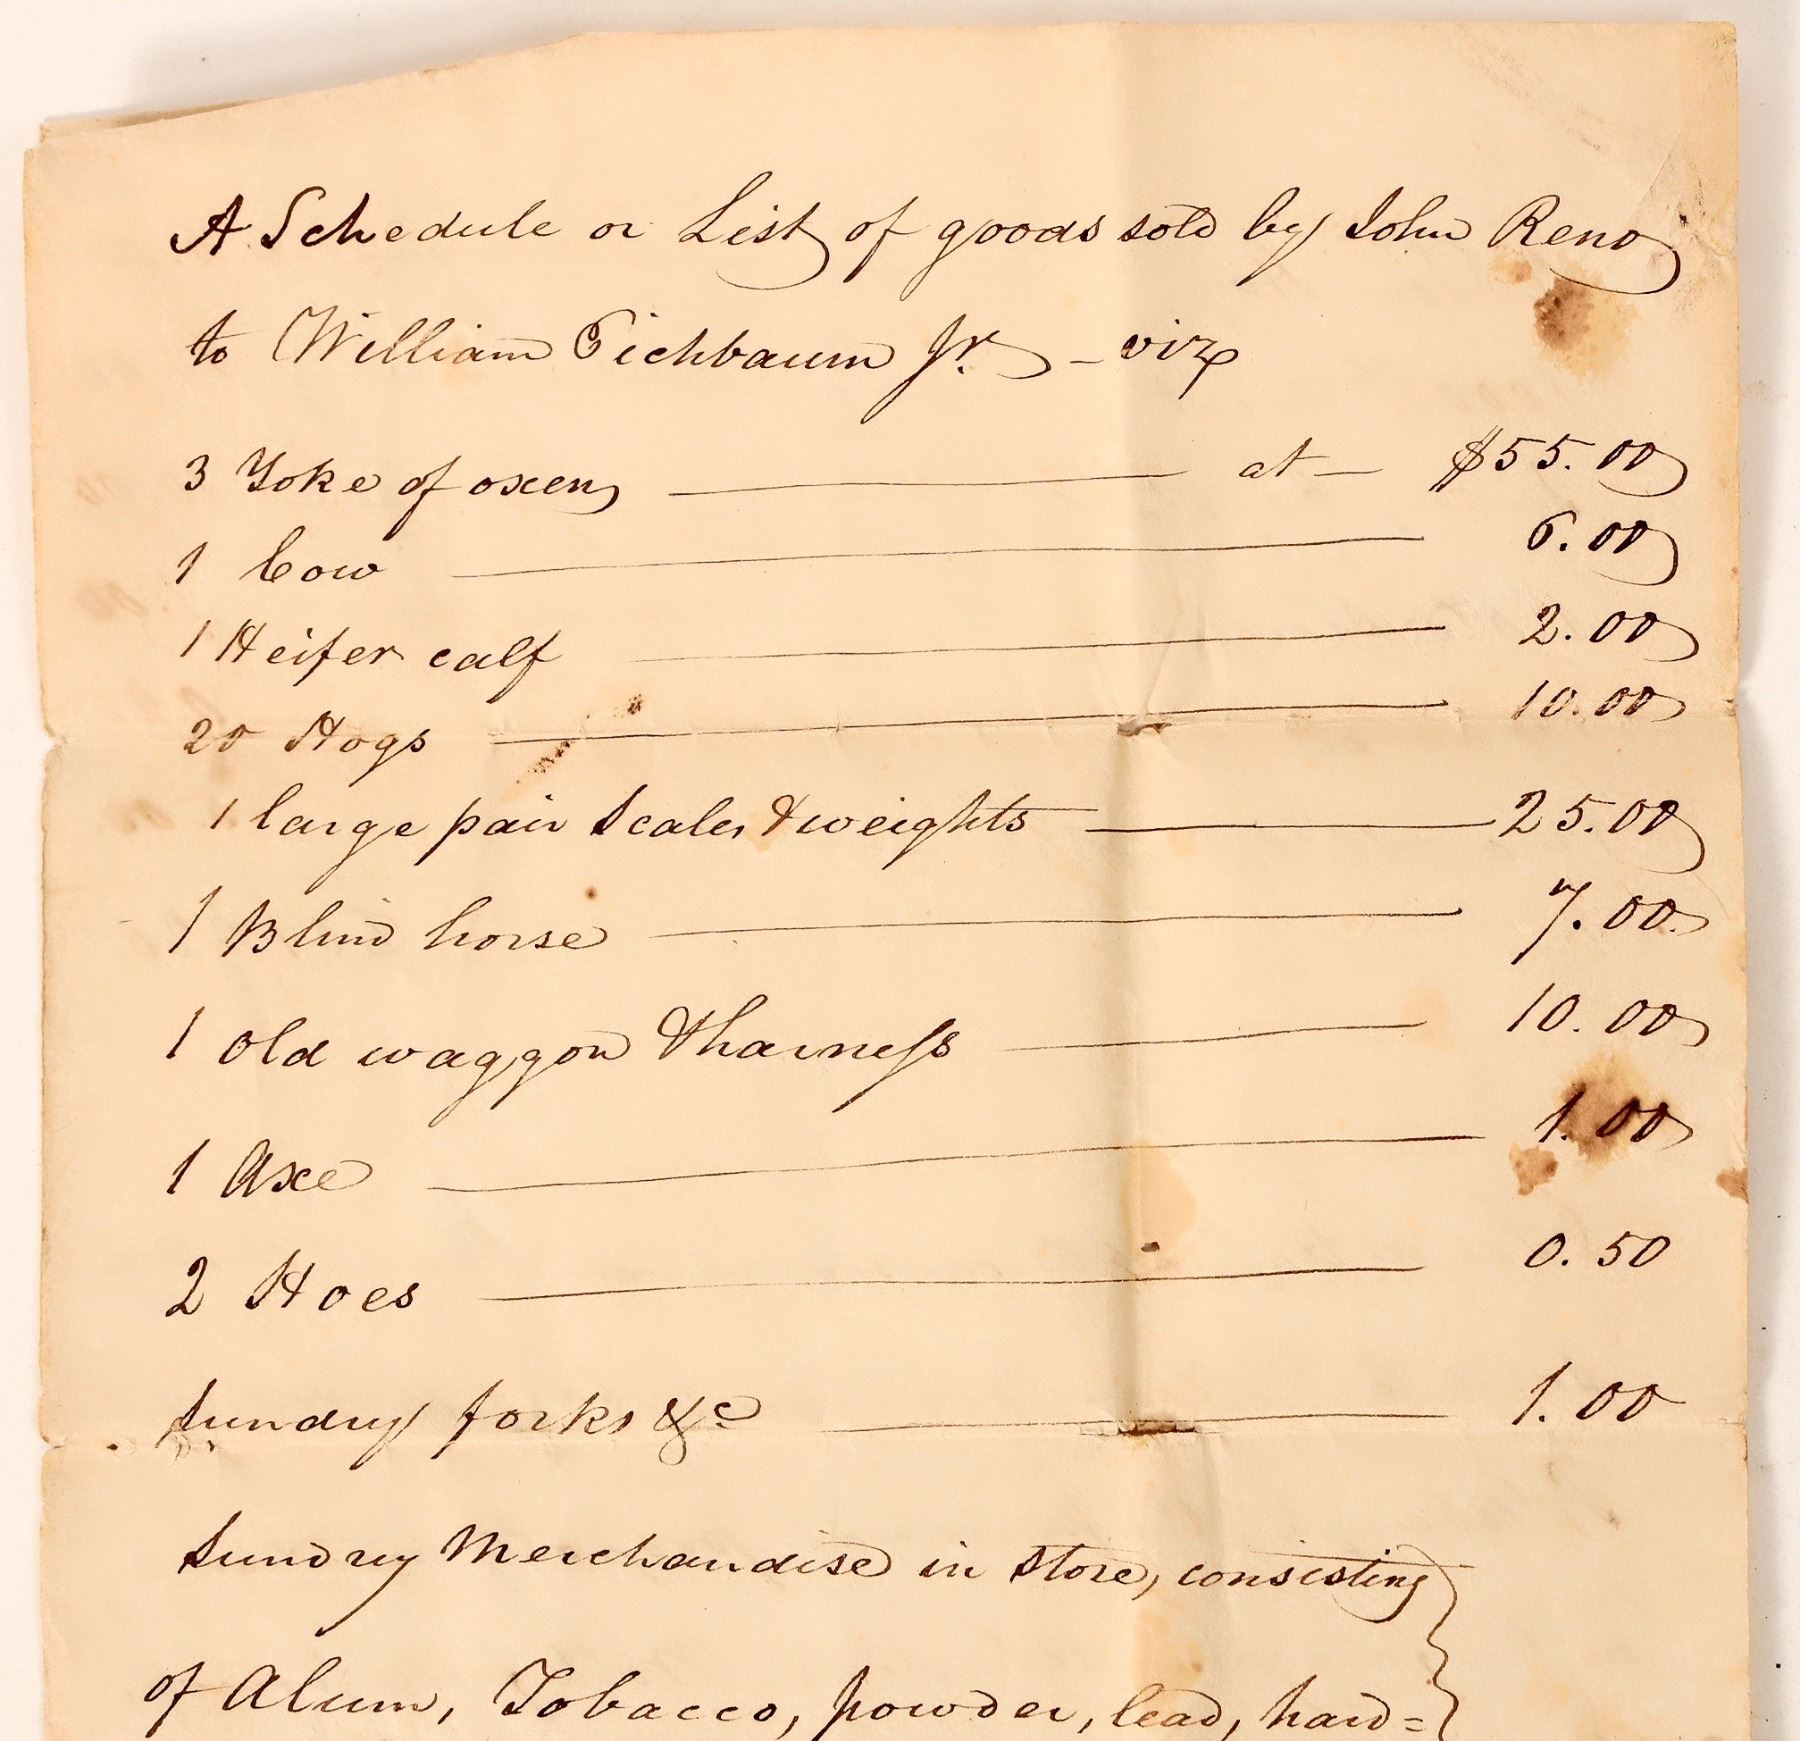 A Schedule or List of goods sold by John Reno
to William Eichbaum Jr. - viz
3 Yoke of oxen — at — $55.00
1 Cow — 6.00
1 Heifer calf — 2.00
20 Hogs — 10.00
1 large pair Scales & weights — 25.00
1 Blind horse — 7.00
1 old waggon & harness — 10.00
1 Axe — 1.00
2 Hoes — 0.50
Sundry forks &c — 1.00
Sundry Merchandise in Store, consisting
of Alum, Tobacco, powder, lead, hard=